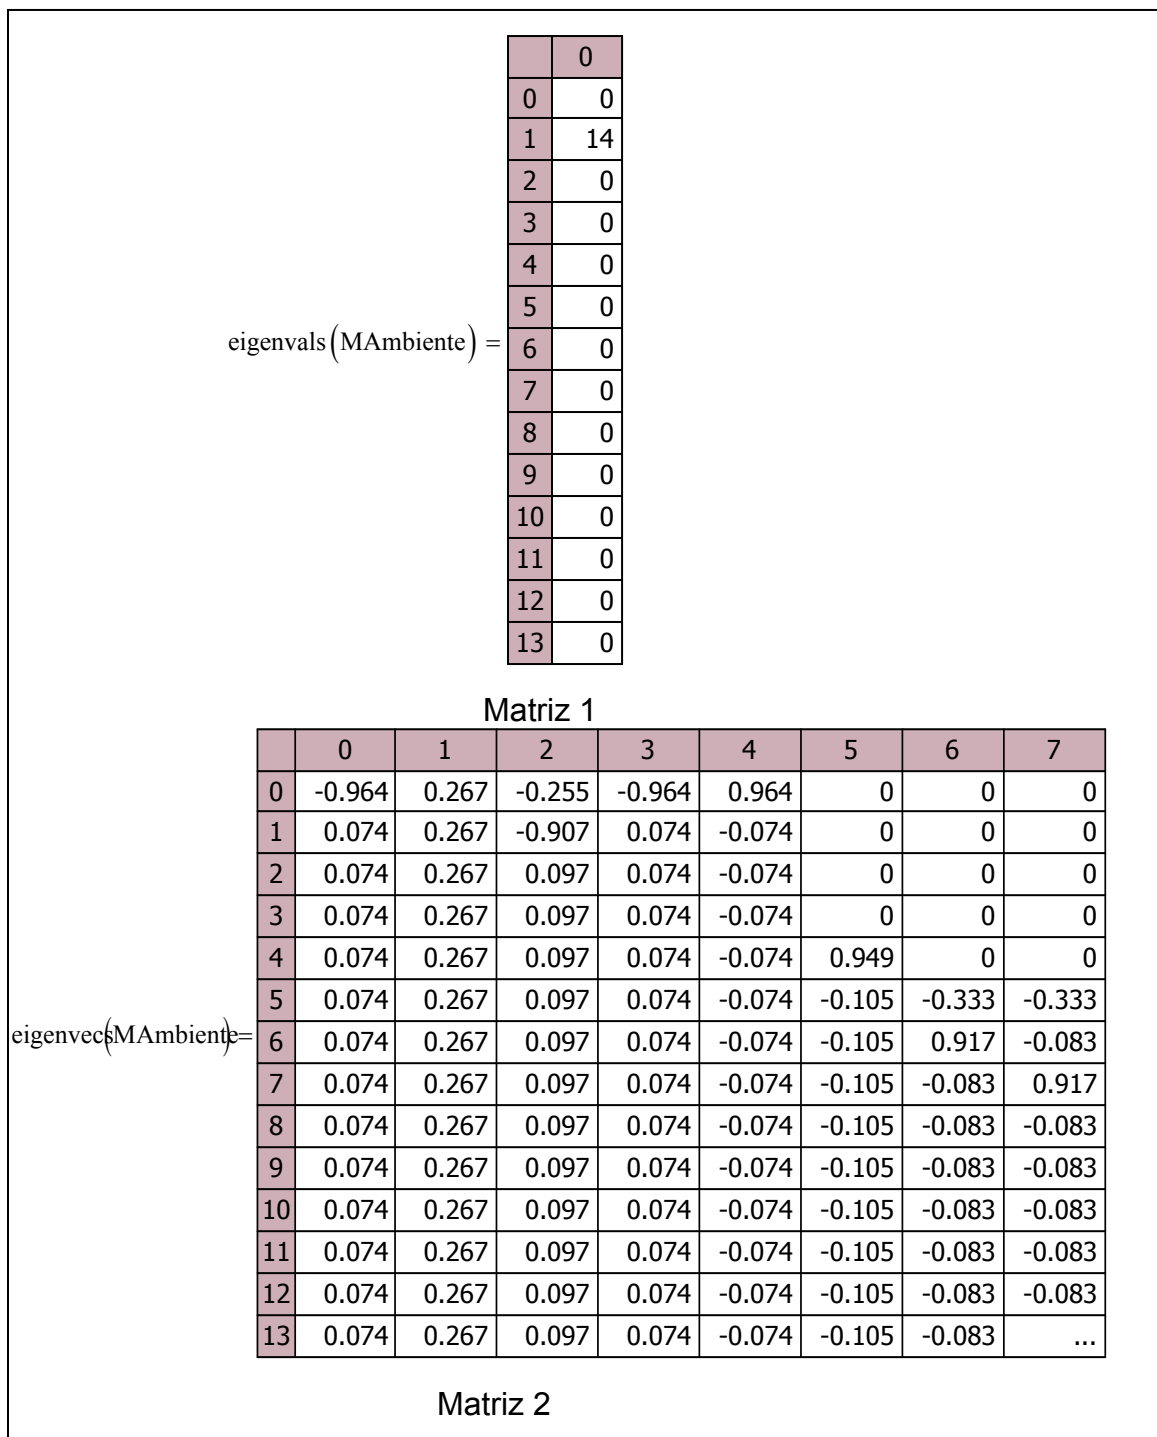 0
0 0
1 14
2 0
3 0
4 0
5 0
eigenvals(MAmbiente) = 6 0
7 0
8 0
9 0
10 0
11 0
12 0
13 0
Matriz 1
0 1 2 3 4 5 6 7
0 -0.964 0.267 -0.255 -0.964 0.964 0 0 0
1 0.074 0.267 -0.907 0.074 -0.074 0 0 0
2 0.074 0.267 0.097 0.074 -0.074 0 0 0
3 0.074 0.267 0.097 0.074 -0.074 0 0 0
4 0.074 0.267 0.097 0.074 -0.074 0.949 0 0
5 0.074 0.267 0.097 0.074 -0.074 -0.105 -0.333 -0.333
eigenvecs(MAmbiente)= 6 0.074 0.267 0.097 0.074 -0.074 -0.105 0.917 -0.083
7 0.074 0.267 0.097 0.074 -0.074 -0.105 -0.083 0.917
8 0.074 0.267 0.097 0.074 -0.074 -0.105 -0.083 -0.083
9 0.074 0.267 0.097 0.074 -0.074 -0.105 -0.083 -0.083
10 0.074 0.267 0.097 0.074 -0.074 -0.105 -0.083 -0.083
11 0.074 0.267 0.097 0.074 -0.074 -0.105 -0.083 -0.083
12 0.074 0.267 0.097 0.074 -0.074 -0.105 -0.083 -0.083
13 0.074 0.267 0.097 0.074 -0.074 -0.105 -0.083 ...
Matriz 2